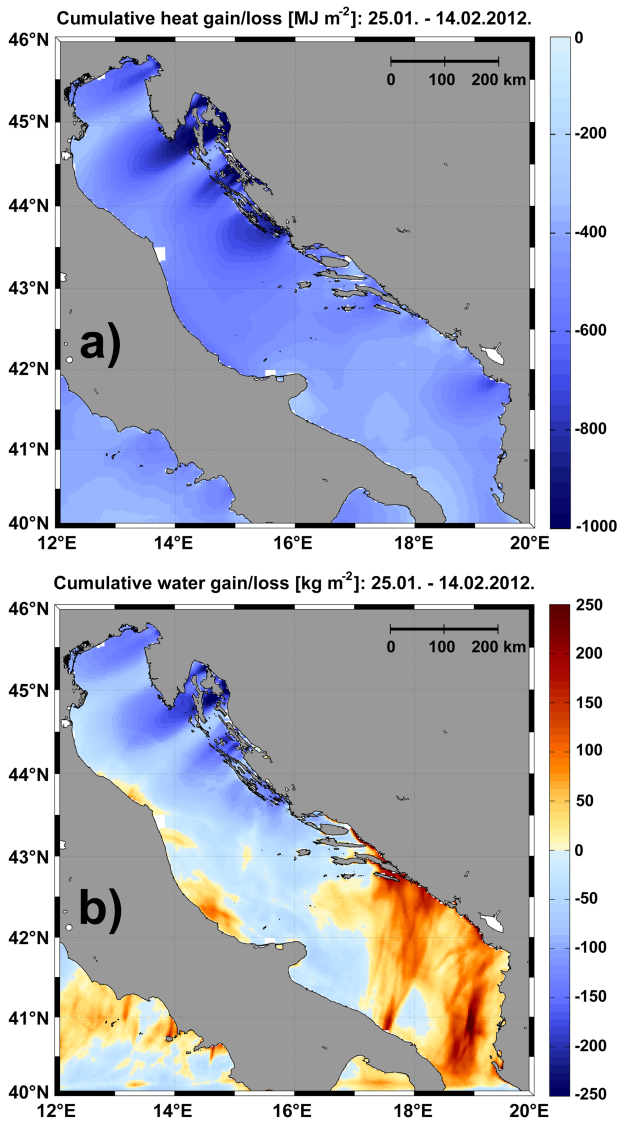 Cumulative heat gain/loss [MJ m-2]: 25.01. - 14.02.2012.
46°N
45°N
44°N
43°N
42°N
41°N
40°N
12°E 14°E 16°E 18°E 20°E
0 100 200 km
a)
0
-200
-400
-600
-800
-1000
Cumulative water gain/loss [kg m-2]: 25.01. - 14.02.2012.
46°N
45°N
44°N
43°N
42°N
41°N
40°N
12°E 14°E 16°E 18°E 20°E
0 100 200 km
b)
250
200
150
100
50
0
-50
-100
-150
-200
-250